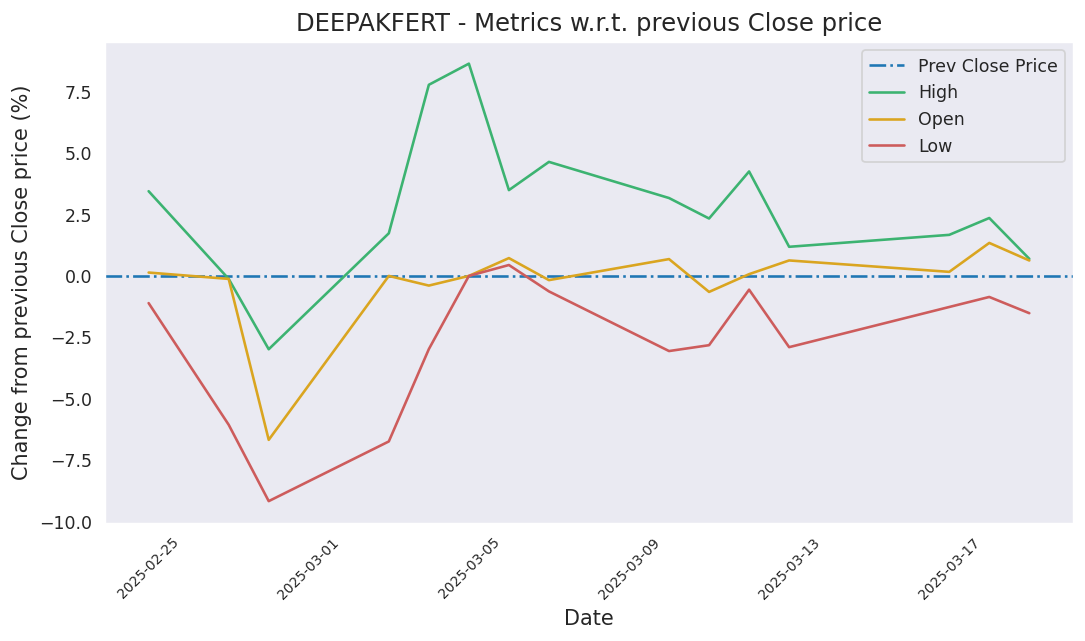 DEEPAKFERT - Metrics w.r.t. previous Close price
Prev Close Price
High
Open
Low
Change from previous Close price (%)
7.5
5.0
2.5
0.0
−2.5
−5.0
−7.5
−10.0
2025-02-25
2025-03-01
2025-03-05
2025-03-09
2025-03-13
2025-03-17
Date